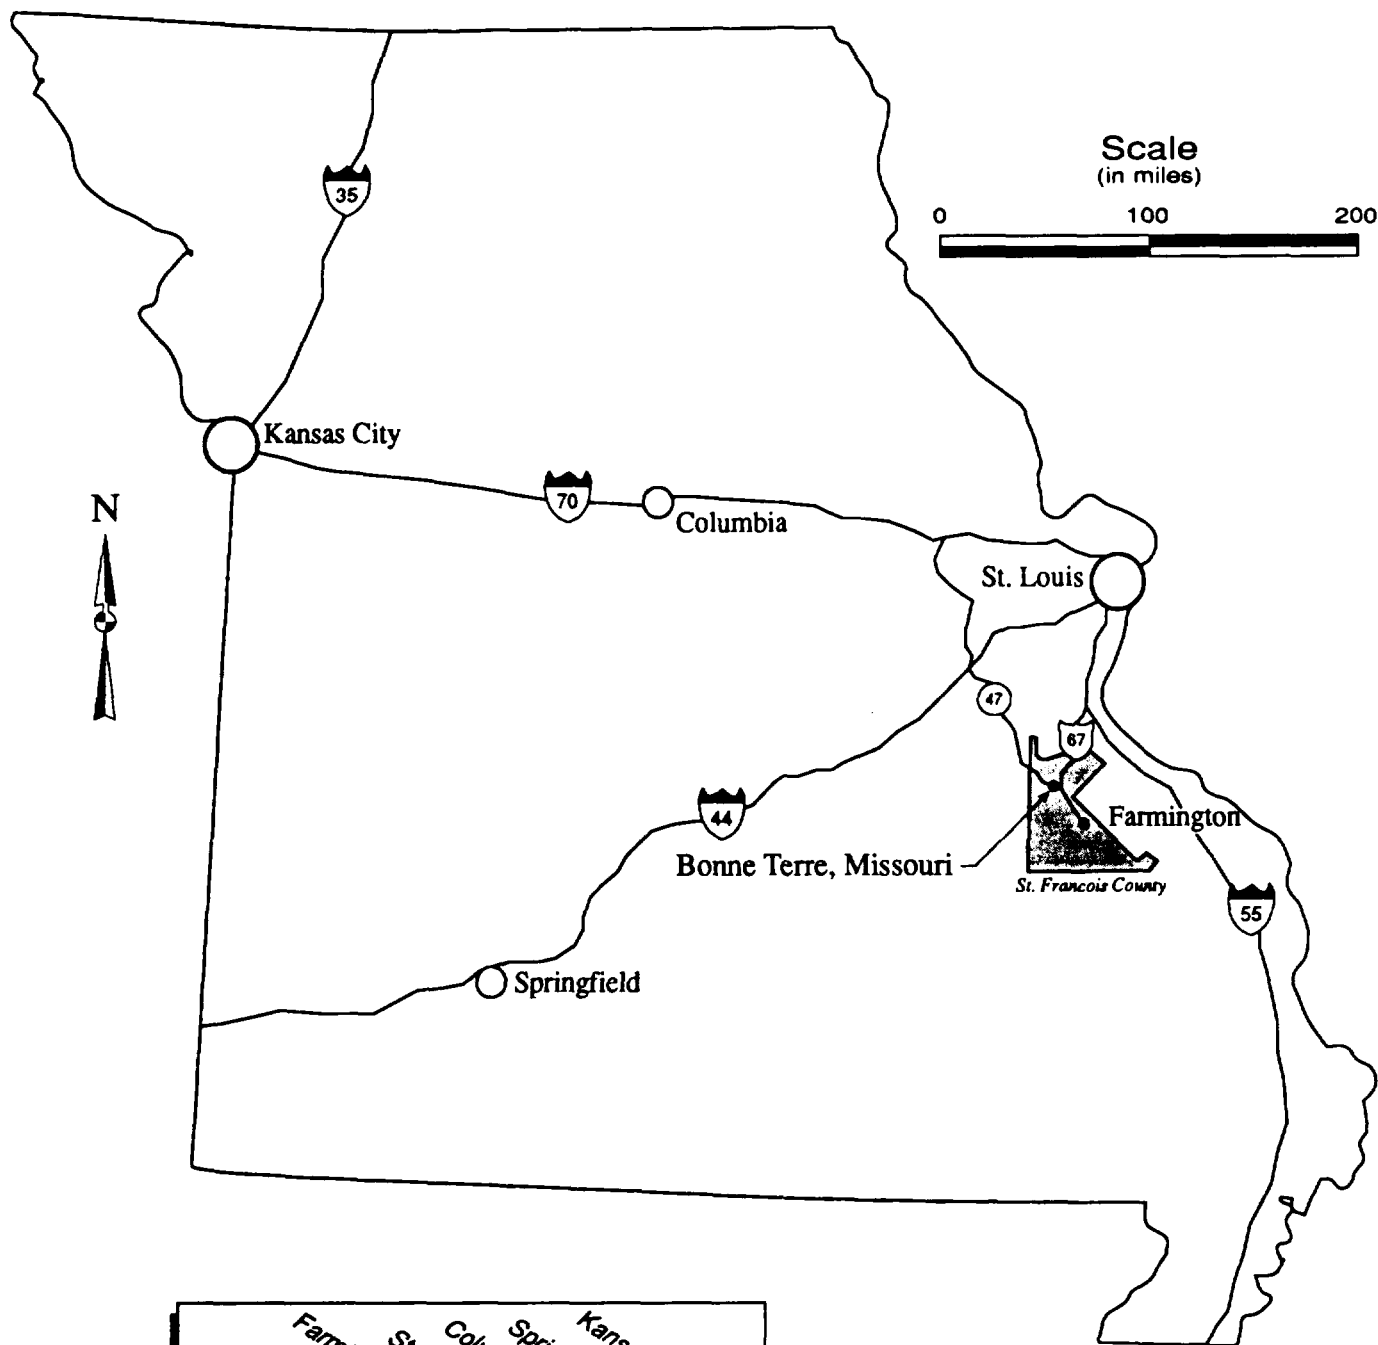 Scale
(in miles)
0 100 200
35
Kansas City
N
70
Columbia
St. Louis
47
67
44
Farmington
Bonne Terre, Missouri
St. Francois County
55
Springfield